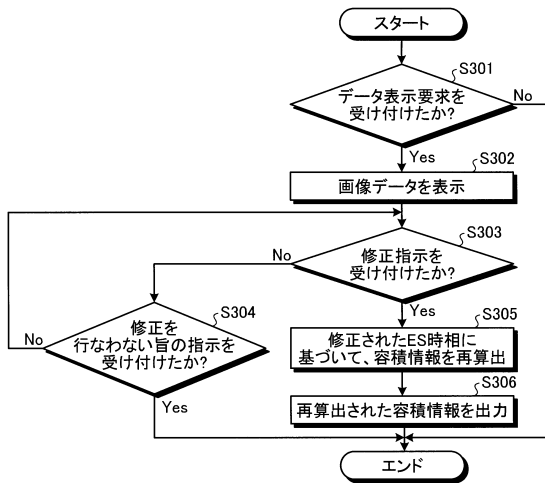 スタート
S301
データ表示要求を
受け付けたか?
No
Yes
S302
画像データを表示
S303
修正指示を
受け付けたか?
No
Yes
S304
修正を
行なわない旨の指示を
受け付けたか?
No
Yes
S305
修正されたES時相に
基づいて、容積情報を再算出
S306
再算出された容積情報を出力
エンド